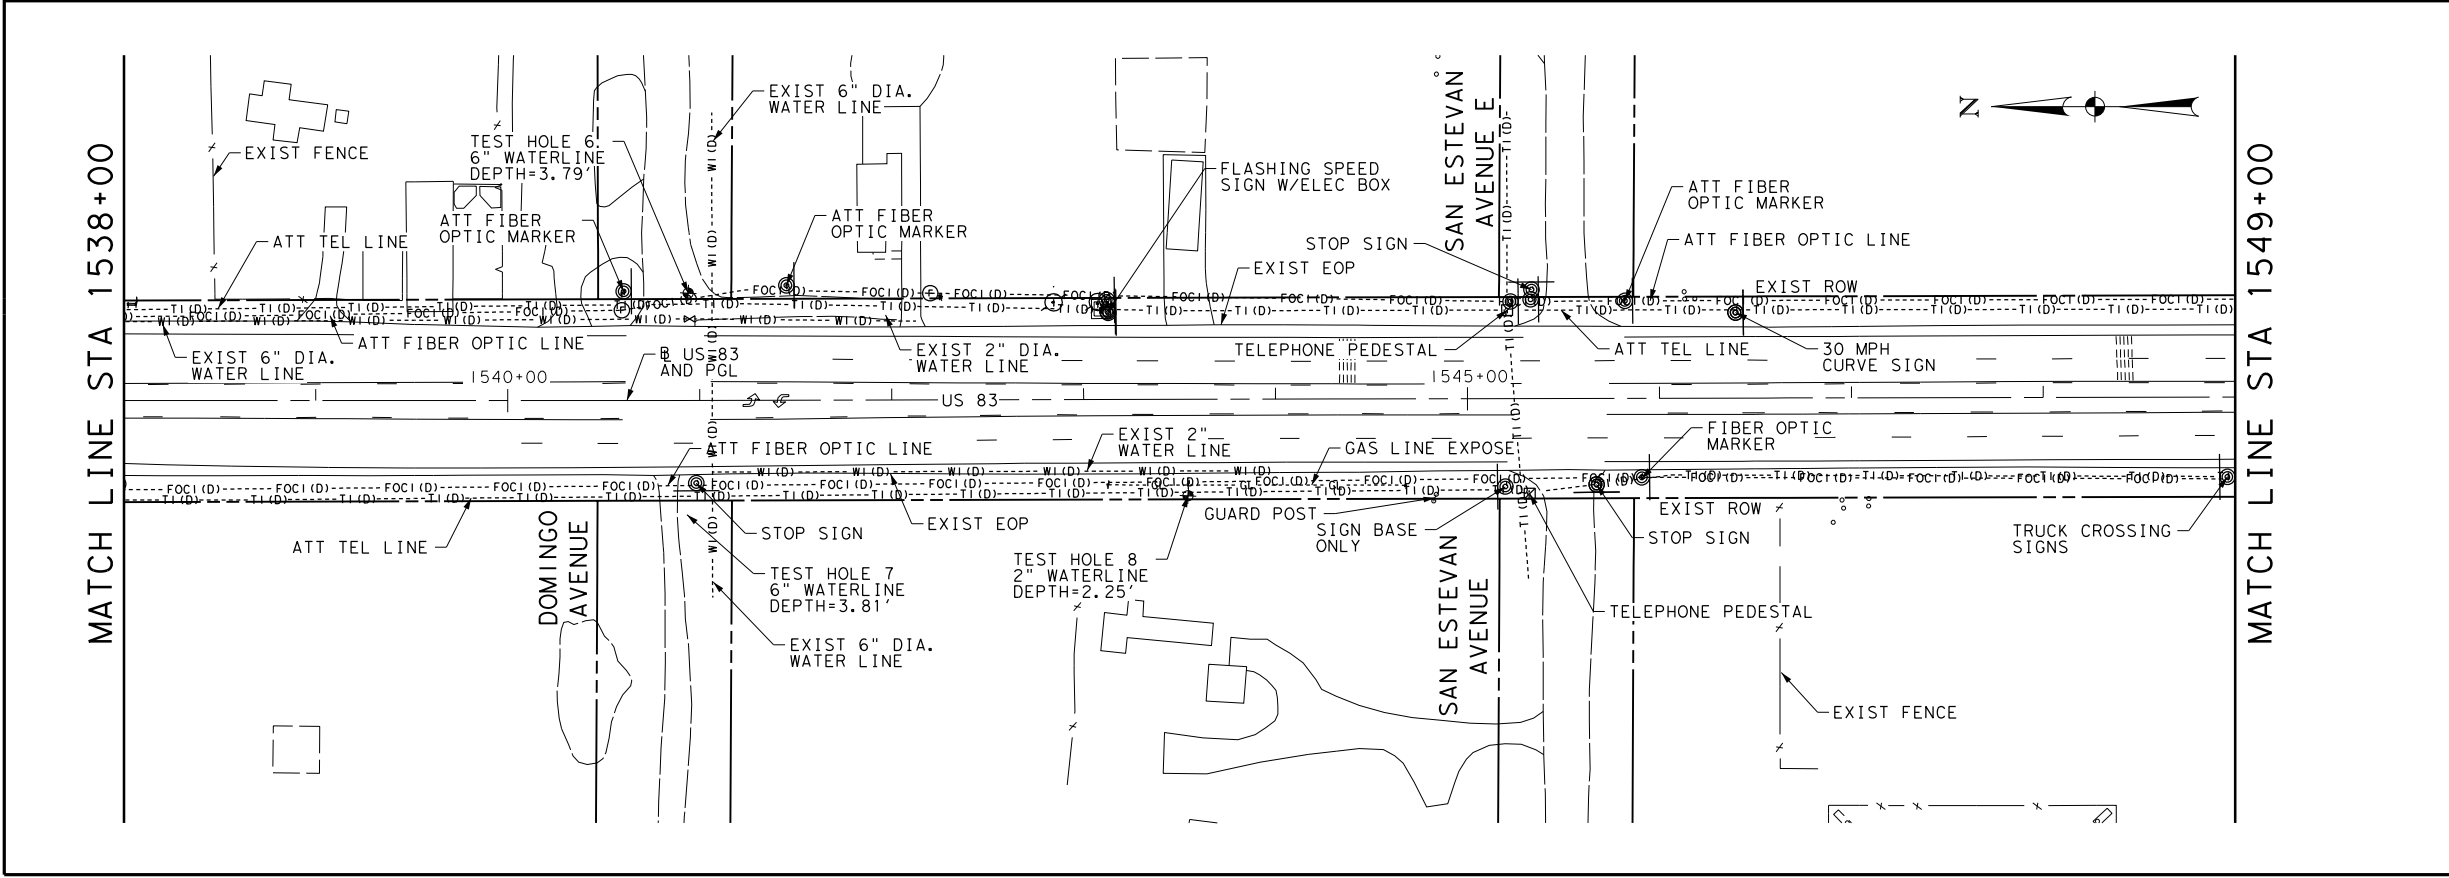 MATCH LINE STA 1538+00
EXIST FENCE
TEST HOLE 6
6" WATERLINE
DEPTH=3.79'
EXIST 6" DIA.
WATER LINE
ATT TEL LINE
ATT FIBER
OPTIC MARKER
ATT FIBER
OPTIC MARKER
FLASHING SPEED
SIGN W/ELEC BOX
SAN ESTEVAN
AVENUE E
STOP SIGN
EXIST EOP
ATT FIBER
OPTIC MARKER
ATT FIBER OPTIC LINE
EXIST ROW
N
MATCH LINE STA 1549+00
EXIST 6" DIA.
WATER LINE
ATT FIBER OPTIC LINE
1540+00
US 83
AND PGL
EXIST 2" DIA.
WATER LINE
TELEPHONE PEDESTAL
ATT TEL LINE
30 MPH
CURVE SIGN
1545+00
US 83
ATT FIBER OPTIC LINE
EXIST 2"
WATER LINE
GAS LINE EXPOSE
FIBER OPTIC
MARKER
ATT TEL LINE
DOMINGO
AVENUE
STOP SIGN
EXIST EOP
TEST HOLE 7
6" WATERLINE
DEPTH=3.81'
EXIST 6" DIA.
WATER LINE
TEST HOLE 8
2" WATERLINE
DEPTH=2.25'
GUARD POST
SIGN BASE
ONLY
SAN ESTEVAN
AVENUE
STOP SIGN
TELEPHONE PEDESTAL
EXIST ROW
TRUCK CROSSING
SIGNS
EXIST FENCE